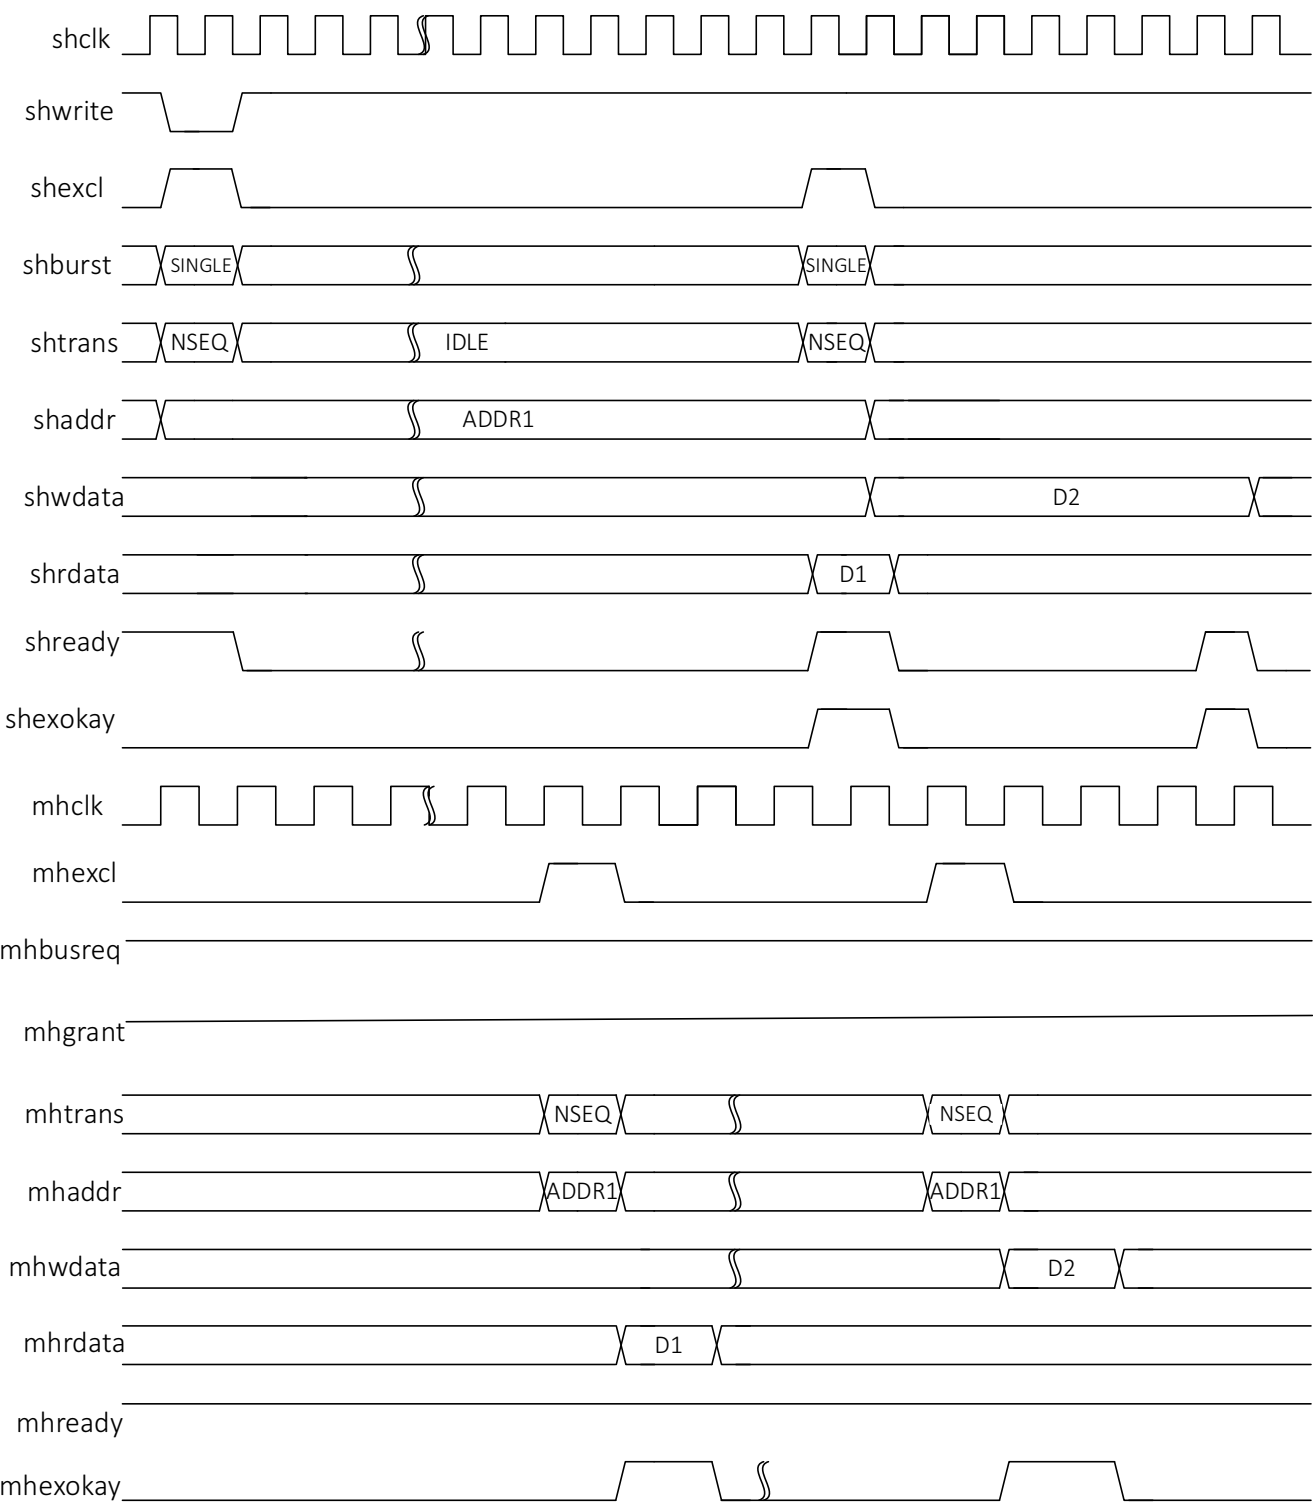 shclk
shwrite
shexcl
shburst SINGLE SINGLE
shtrans NSEQ IDLE NSEQ
shaddr ADDR1
shwdata D2
shrdata D1
shready
shexokay
mhclk
mhexcl
mhbusreq
mhgrant
mhtrans NSEQ NSEQ
mhaddr ADDR1 ADDR1
mhwdata D2
mhrdata D1
mhready
mhexokay